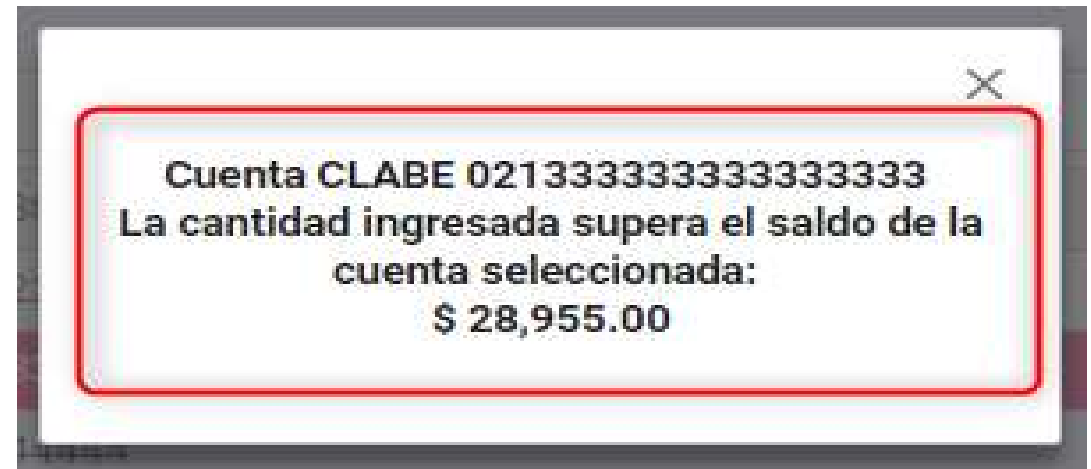 Cuenta CLABE 021333333333333333
La cantidad ingresada supera el saldo de la
cuenta seleccionada:
$ 28,955.00